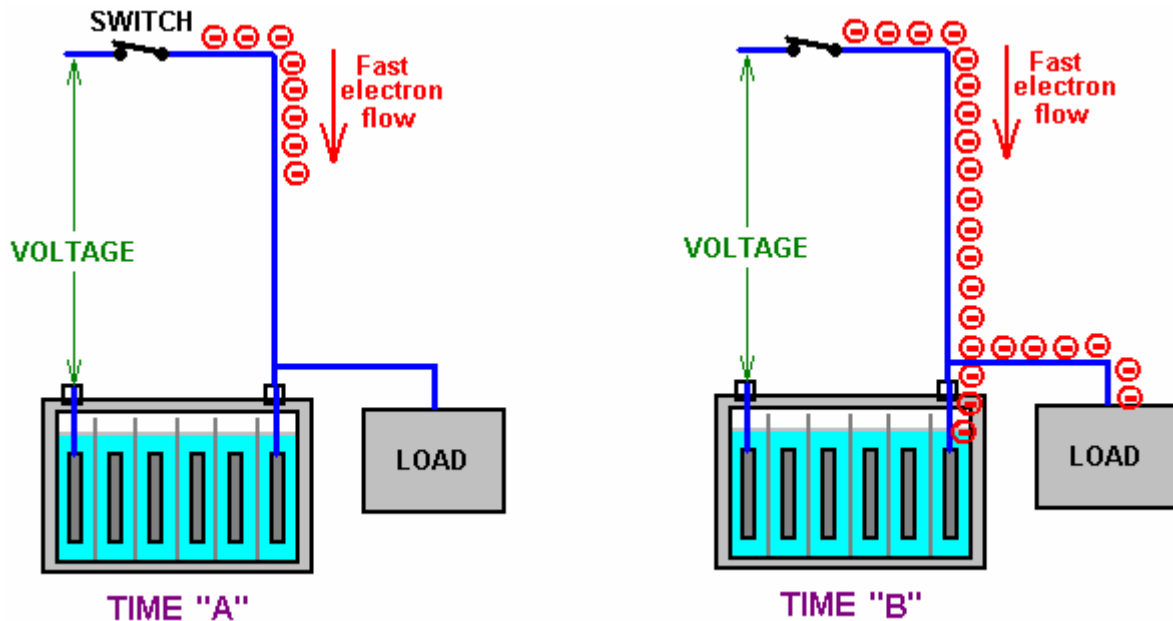 SWITCH
Fast
electron
flow
VOLTAGE
LOAD
TIME "A"
Fast
electron
flow
VOLTAGE
LOAD
TIME "B"